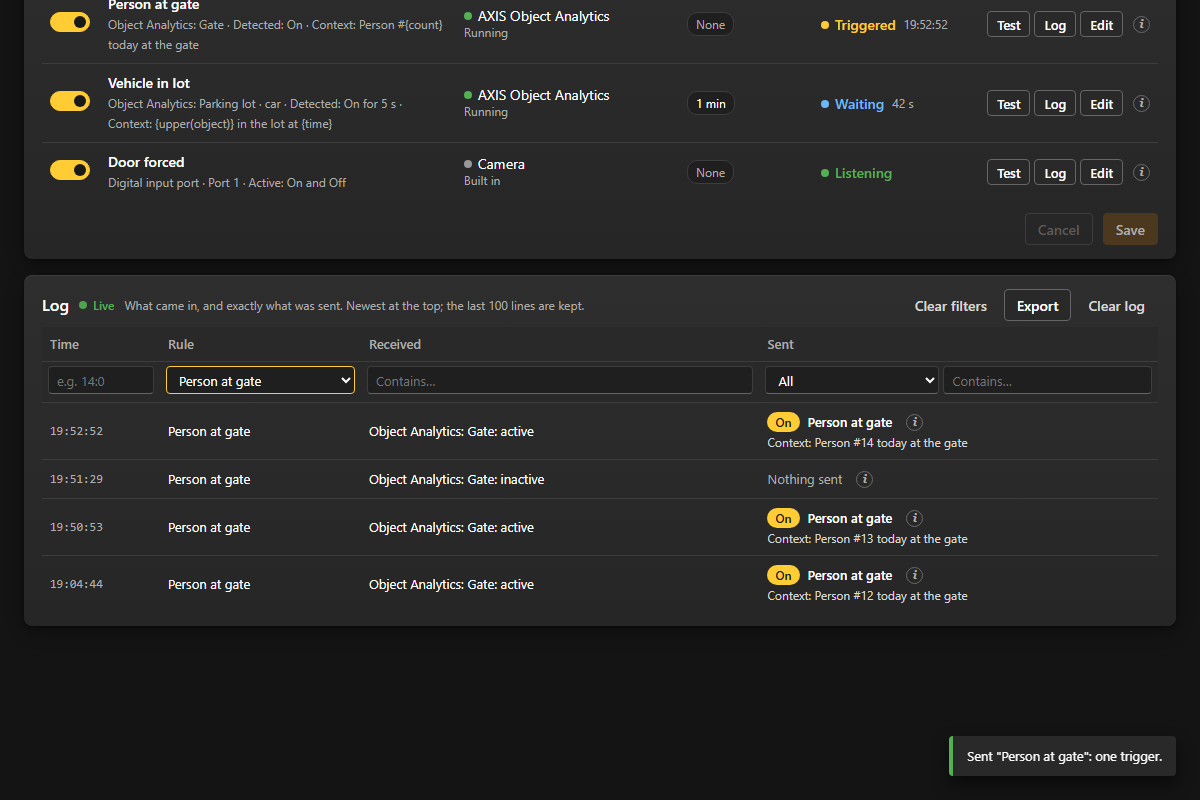 Person at gate
Object Analytics: Gate · Detected: On · Context: Person #{count}
today at the gate
AXIS Object Analytics
Running
None
Triggered 19:52:52
Test Log Edit i
Vehicle in lot
Object Analytics: Parking lot · car · Detected: On for 5 s ·
Context: {upper(object)} in the lot at {time}
AXIS Object Analytics
Running
1 min
Waiting 42 s
Test Log Edit i
Door forced
Digital input port · Port 1 · Active: On and Off
Camera
Built in
None
Listening
Test Log Edit i
Cancel Save
Log Live What came in, and exactly what was sent. Newest at the top; the last 100 lines are kept.
Clear filters Export Clear log
Time Rule Received Sent
e.g. 14:0 Person at gate Contains... All Contains...
19:52:52 Person at gate Object Analytics: Gate: active On Person at gate i
Context: Person #14 today at the gate
19:51:29 Person at gate Object Analytics: Gate: inactive Nothing sent i
19:50:53 Person at gate Object Analytics: Gate: active On Person at gate i
Context: Person #13 today at the gate
19:04:44 Person at gate Object Analytics: Gate: active On Person at gate i
Context: Person #12 today at the gate
Sent "Person at gate": one trigger.